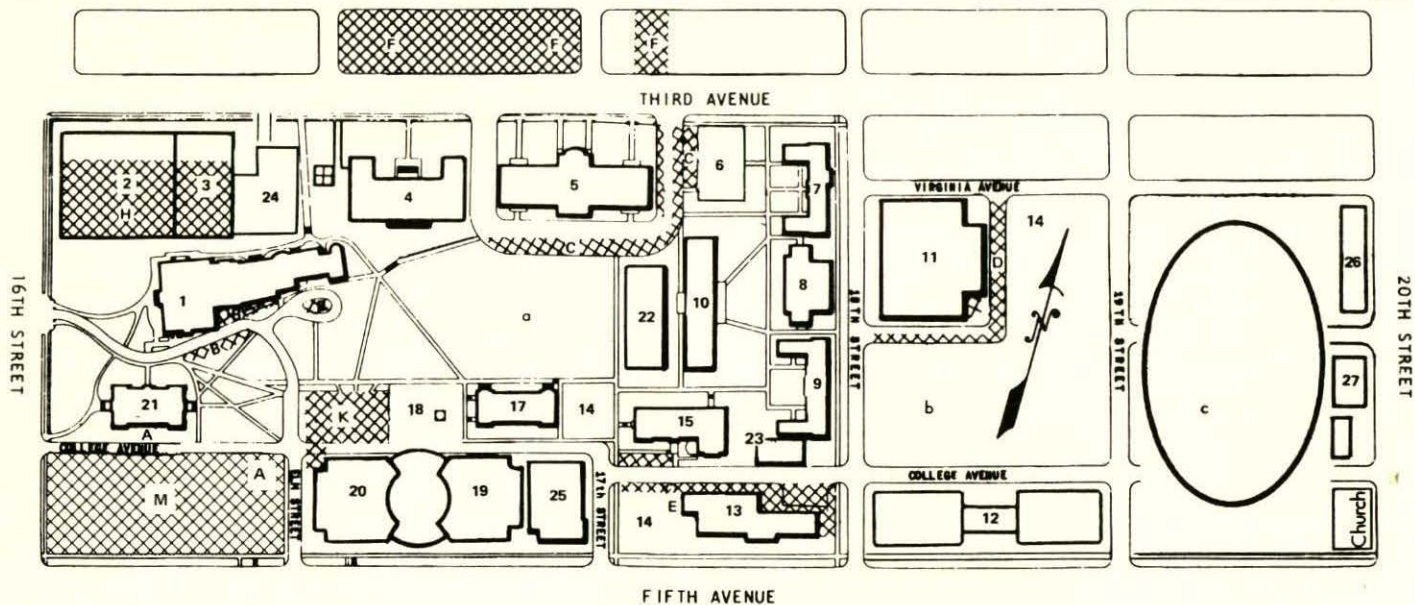 F F F
THIRD AVENUE
2 3 24 4 5 C 6 7
H
VIRGINIA AVENUE
14
11 D
C
1 8 26
16TH STREET
22 10
a
18TH STREET
19TH STREET
20TH STREET
N
B
21 K 18 17 14 15 9 b c 27
23
A
COLLEGE AVENUE
COLLEGE AVENUE
M A
ELM STREET
20 19 25
17th STREET
E 13
14
12
Church
FIFTH AVENUE